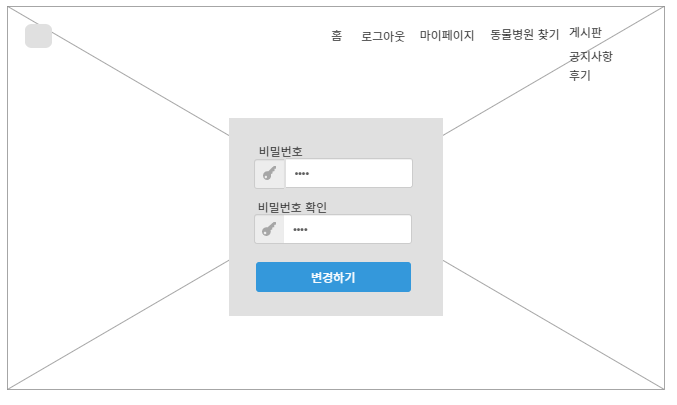 홈 로그아웃 마이페이지 동물병원 찾기 게시판
공지사항
후기
비밀번호
••••
비밀번호 확인
••••
변경하기